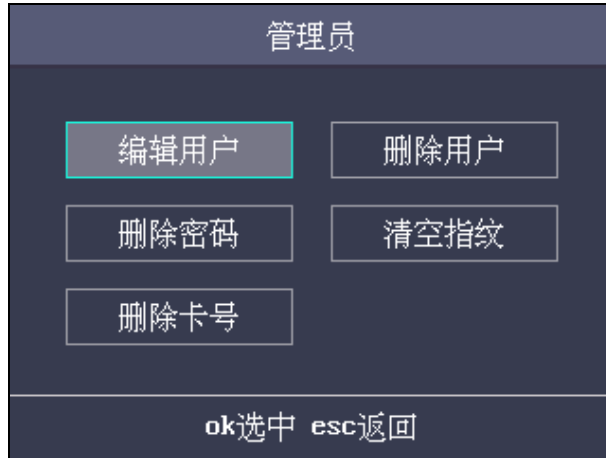 管理员
编辑用户 删除用户
删除密码 清空指纹
删除卡号
ok选中 esc返回